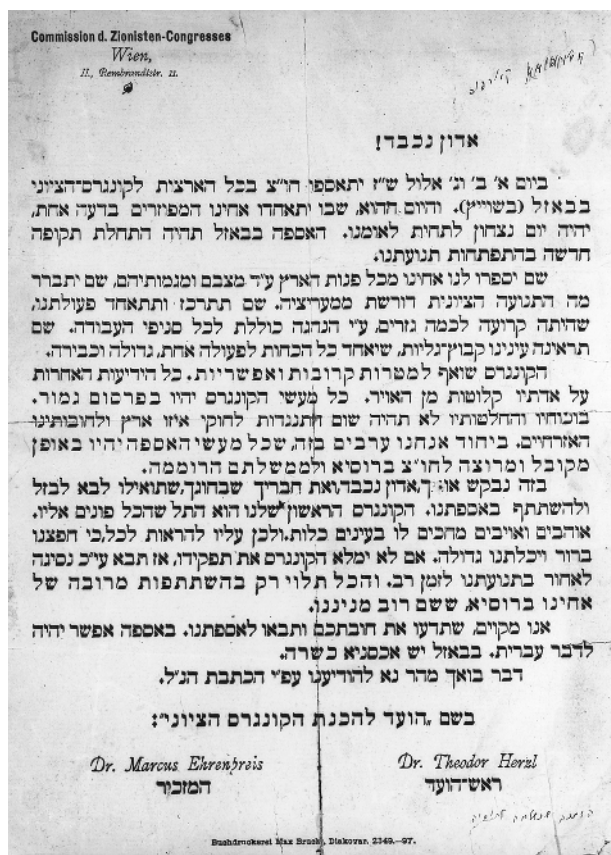 Commission d. Zionisten-Congresses
Wien,
II., Rembrandtstr. 11.
אדון נכבד!
ביום א׳ ב׳ וג׳ אלול ש״ז יתאספו חו״צ בכל הארצית לקונגרס־הציוני
בבאזל (בשווייץ). והיום ההוא, שבו יתאחדו אחינו המפוזרים בדעה אחת,
יהיה יום נצחון לתחית לאומנו. האספה בבאזל תהיה התחלת תקופה
חדשה בהתפתחות תנועתנו.
שם יספרו לנו אחינו מכל פנות הארץ ע״ד מצבם ומגמותיהם, שם יתברר
מה התנועה הציונית דורשת ממעריציה. שם תתרכז ותתאחד פעולתנו,
שהיתה קרועה לכמה גזרים, ע״י הנהגה כוללת לכל סניפי העבודה. שם
תראינה עינינו קבוץ־גליות, שיאחד כל הכחות לפעולה אחת, גדולה וכבירה.
הקונגרס שואף למטרות קרובות ואפשריות. כל הידיעות האחרות
על אדתיו קלוטות מן האויר. כל מעשי הקונגרס יהיו בפרסום גמור.
בוכוחיו והחלטותיו לא תהיה שום התנגדות לחוקי איזו ארץ ולחובותינו
האזרחיים. ביחוד אנחנו ערבים בזה, שכל מעשי האספה יהיו באופן
מקובל ומרוצה לחו״צ ברוסיא ולממשלתם הרוממה.
בזה נבקש אותך, אדון נכבד, ואת חבריך שבחוגך, שתואילו לבא לבזל
ולהשתתף באספתנו. הקונגרס הראשון שלנו הוא התל שהכל פונים אליו.
אוהבים ואויבים מחכים לו בעינים כלות, ולכן עליו להראות לכל, כי חפצנו
ברור ויכלתנו גדולה. אם לא ימלא הקונגרס את תפקידו, אז תבא עי״כ נסיגה
לאחור בתנועתנו לזמן רב. והכל תלוי רק בהשתתפות מרובה של
אחינו ברוסיא, ששם רוב מניננו.
אנו מקוים, שתדעו את חובתכם ותבאו לאספתנו. באספה אפשר יהיה
לדבר עברית. בבאזל יש אכסניא כשרה.
דבר בואך מהר נא להודיענו עפ״י הכתבת הנ״ל.
בשם „הועד להכנת הקונגרס הציוני״:
Dr. Theodor Herzl
ראש־הועד
Dr. Marcus Ehrenpreis
המזכיר
Buchdruckerei Max Bruck, Diakovar. 2349.—97.